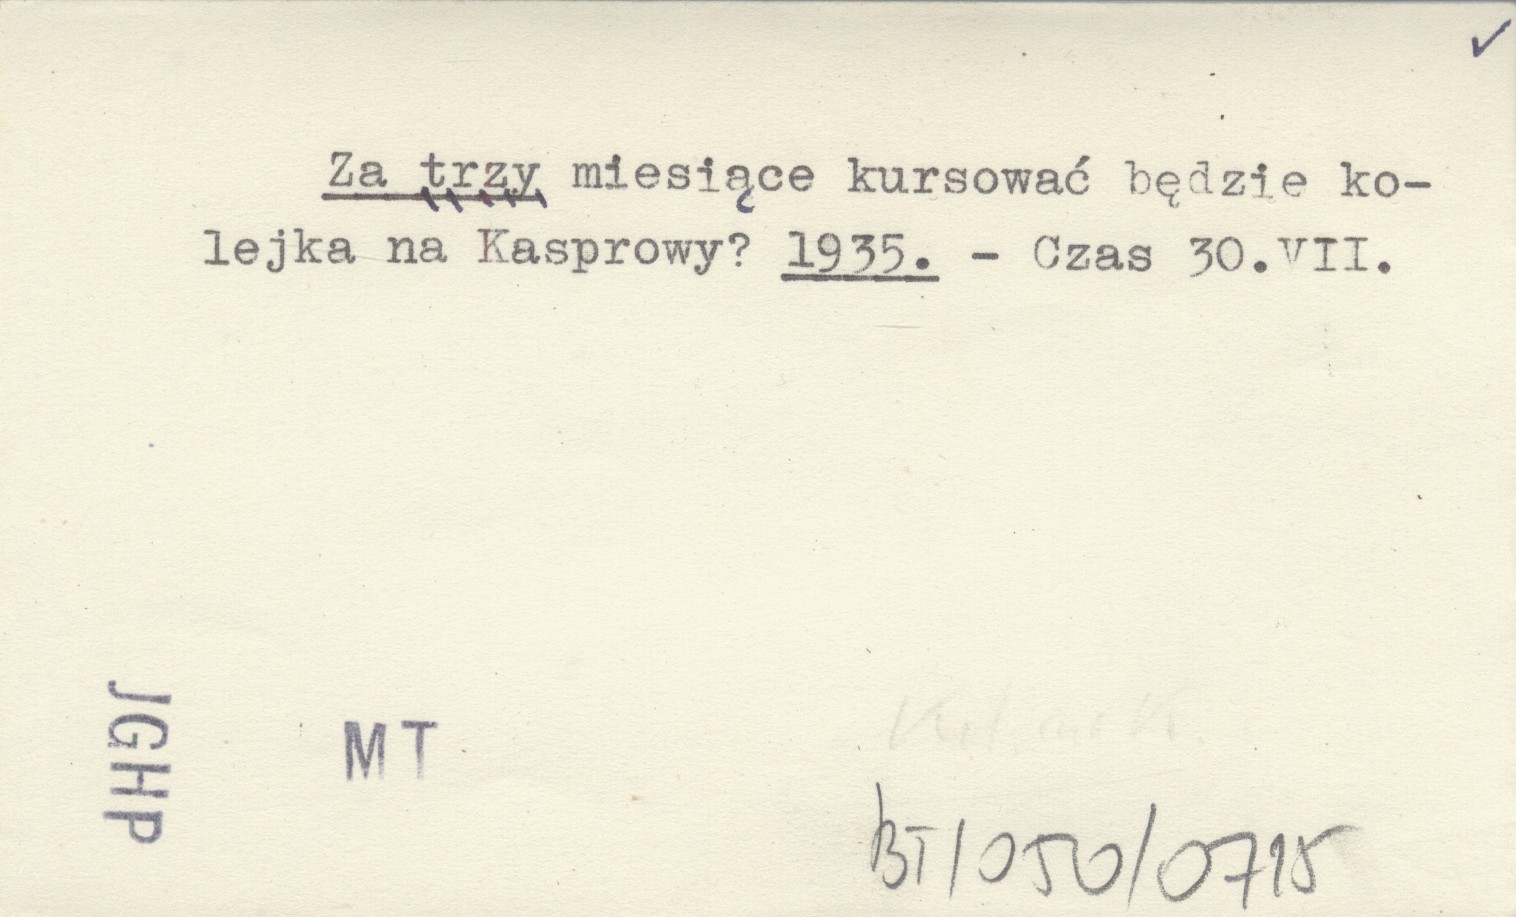 Za trzy miesiące kursować będzie ko-
lejka na Kasprowy? 1935. - Czas 30.VII.
JGHP
MT
BT/050/0715